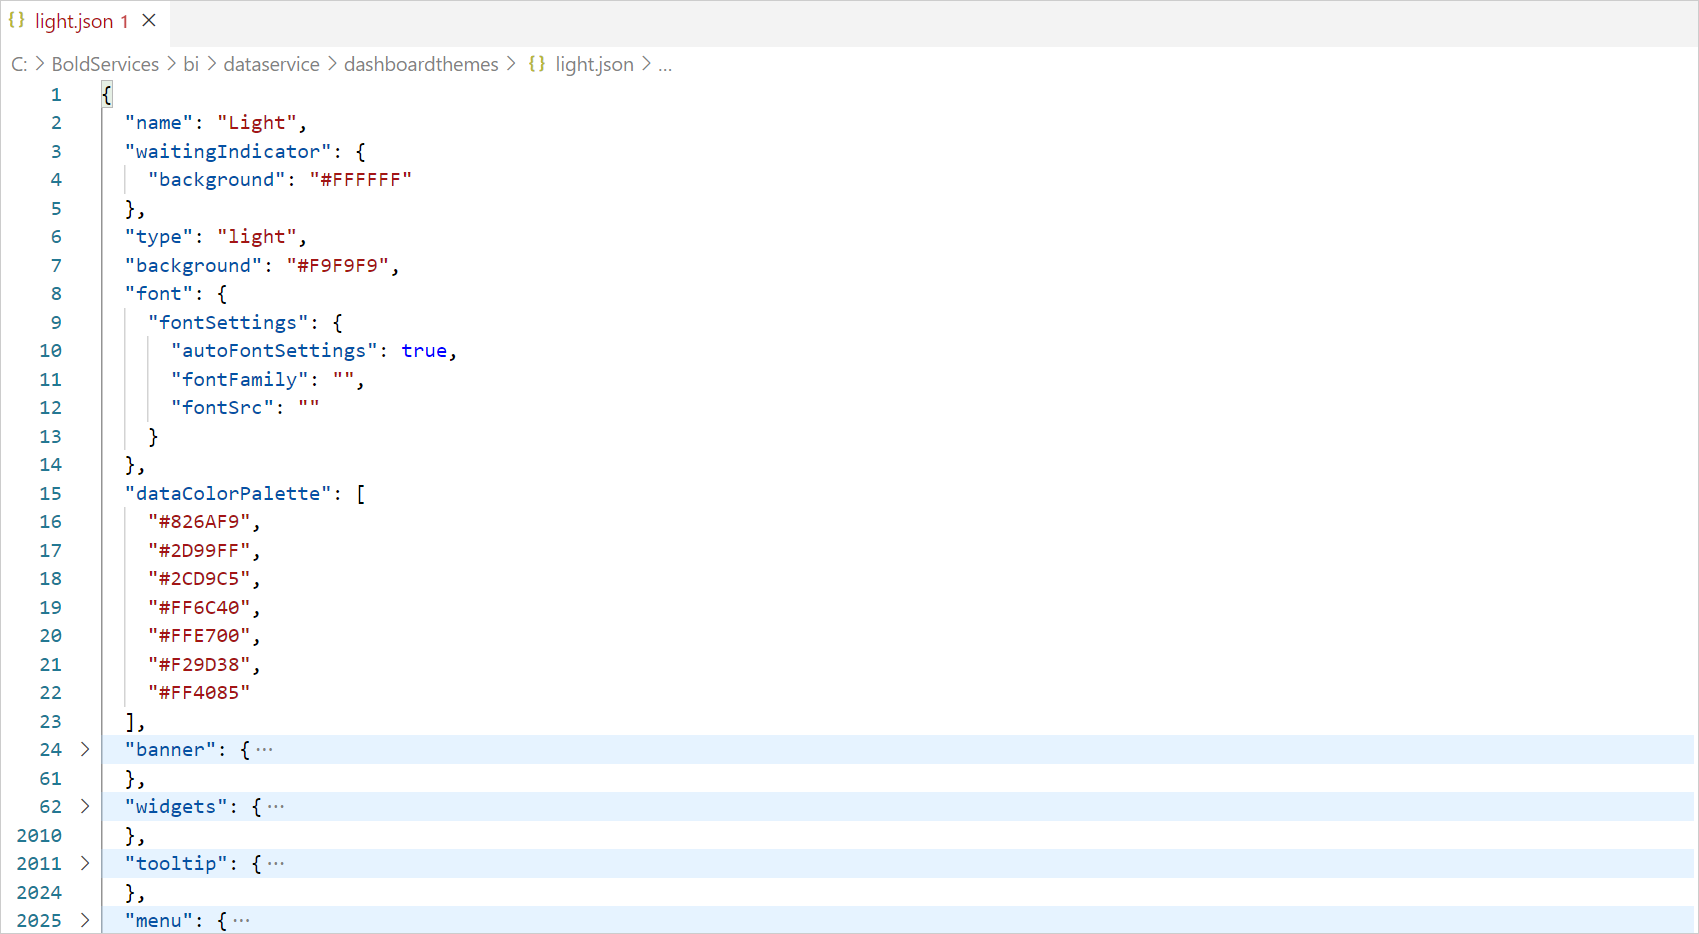 {} light.json 1 ×
C: > BoldServices > bi > dataservice > dashboardthemes > {} light.json > ...
1 {
2 "name": "Light",
3 "waitingIndicator": {
4 "background": "#FFFFFF"
5 },
6 "type": "light",
7 "background": "#F9F9F9",
8 "font": {
9 "fontSettings": {
10 "autoFontSettings": true,
11 "fontFamily": "",
12 "fontSrc": ""
13 }
14 },
15 "dataColorPalette": [
16 "#826AF9",
17 "#2D99FF",
18 "#2CD9C5",
19 "#FF6C40",
20 "#FFE700",
21 "#F29D38",
22 "#FF4085"
23 ],
24 > "banner": {···
61 },
62 > "widgets": {···
2010 },
2011 > "tooltip": {···
2024 },
2025 > "menu": {···